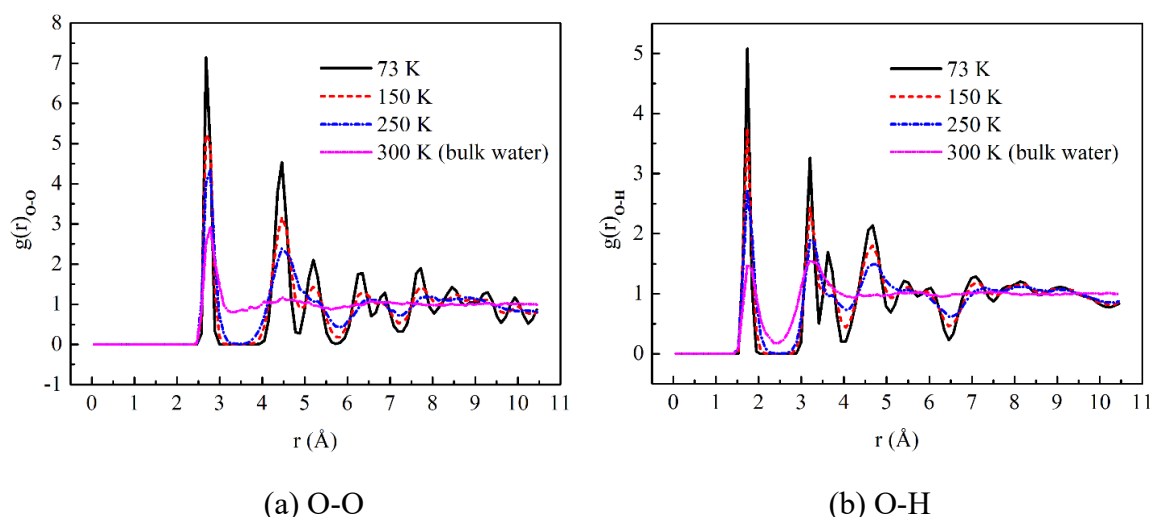 8
7
6
5
4
3
2
1
0
-1
g(r)O-O
73 K
150 K
250 K
300 K (bulk water)
0 1 2 3 4 5 6 7 8 9 10 11
r (Å)
(a) O-O
5
4
3
2
1
0
g(r)O-H
73 K
150 K
250 K
300 K (bulk water)
0 1 2 3 4 5 6 7 8 9 10 11
r (Å)
(b) O-H